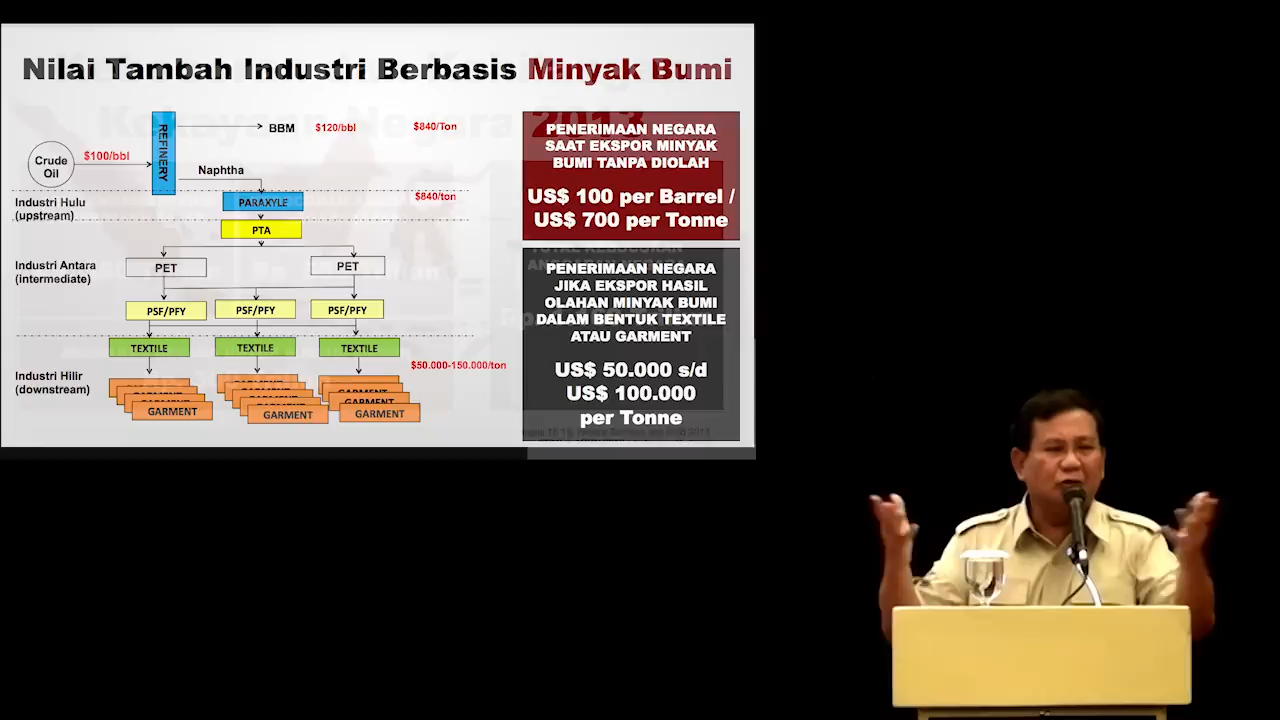 Nilai Tambah Industri Berbasis Minyak Bumi
REFINERY
BBM
$120/bbl
$840/Ton
Crude
Oil
$100/bbl
Naphtha
Industri Hulu
(upstream)
PARAXYLE
$840/ton
PTA
Industri Antara
(intermediate)
PET
PET
PSF/PFY
PSF/PFY
PSF/PFY
TEXTILE
TEXTILE
TEXTILE
$50.000-150.000/ton
Industri Hilir
(downstream)
GARMENT
GARMENT
GARMENT
GARMENT
GARMENT
PENERIMAAN NEGARA
SAAT EKSPOR MINYAK
BUMI TANPA DIOLAH
US$ 100 per Barrel /
US$ 700 per Tonne
PENERIMAAN NEGARA
JIKA EKSPOR HASIL
OLAHAN MINYAK BUMI
DALAM BENTUK TEXTILE
ATAU GARMENT
US$ 50.000 s/d
US$ 100.000
per Tonne